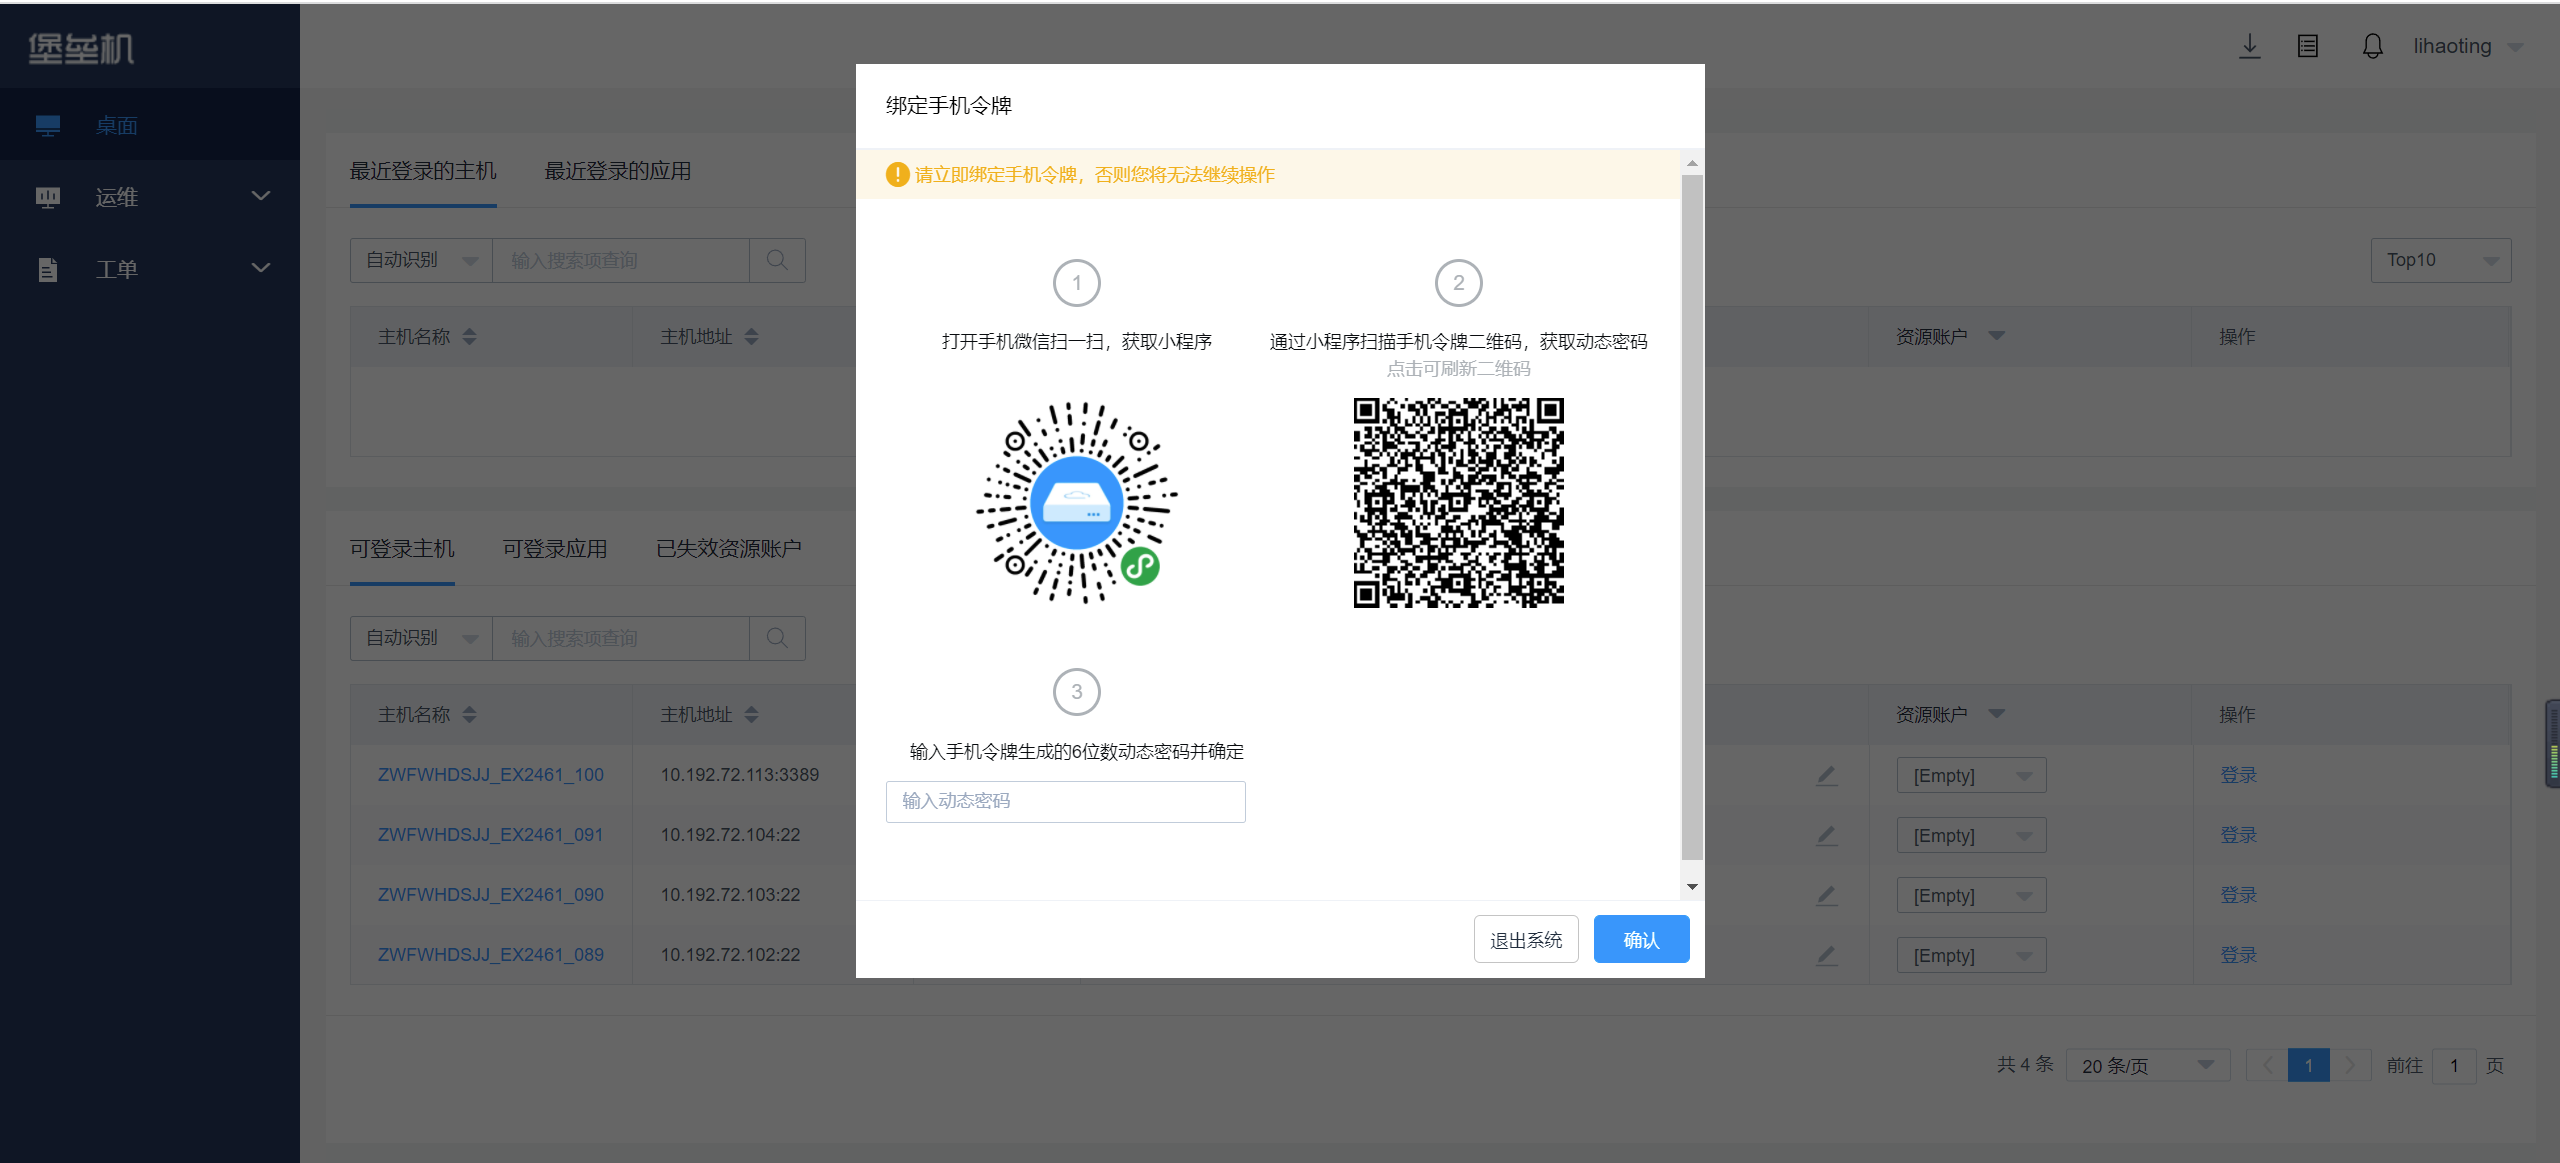 堡垒机
lihaoting
桌面
运维
工单
最近登录的主机
最近登录的应用
自动识别
输入搜索项查询
Top10
主机名称
主机地址
资源账户
操作
可登录主机
可登录应用
已失效资源账户
自动识别
输入搜索项查询
主机名称
主机地址
资源账户
操作
ZWFWHDSJJ_EX2461_100
10.192.72.113:3389
[Empty]
登录
ZWFWHDSJJ_EX2461_091
10.192.72.104:22
[Empty]
登录
ZWFWHDSJJ_EX2461_090
10.192.72.103:22
[Empty]
登录
ZWFWHDSJJ_EX2461_089
10.192.72.102:22
[Empty]
登录
共 4 条
20 条/页
1
前往
1
页
绑定手机令牌
请立即绑定手机令牌，否则您将无法继续操作
1
打开手机微信扫一扫，获取小程序
2
通过小程序扫描手机令牌二维码，获取动态密码
点击可刷新二维码
3
输入手机令牌生成的6位数动态密码并确定
输入动态密码
退出系统
确认